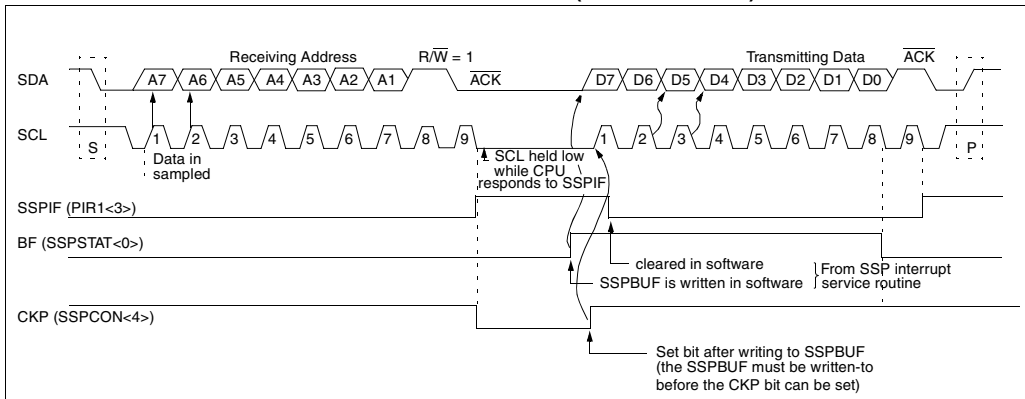 Receiving Address R/W = 1 Transmitting Data ACK
SDA A7 A6 A5 A4 A3 A2 A1 ACK D7 D6 D5 D4 D3 D2 D1 D0
SCL S 1 2 3 4 5 6 7 8 9 1 2 3 4 5 6 7 8 9 P
Data in
sampled
SCL held low
while CPU
responds to SSPIF
SSPIF (PIR1<3>)
BF (SSPSTAT<0>)
cleared in software
SSPBUF is written in software
From SSP interrupt
service routine
CKP (SSPCON<4>)
Set bit after writing to SSPBUF
(the SSPBUF must be written-to
before the CKP bit can be set)